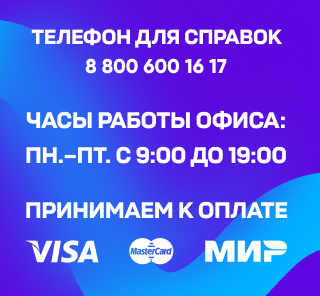 ТЕЛЕФОН ДЛЯ СПРАВОК
8 800 600 16 17
ЧАСЫ РАБОТЫ ОФИСА:
ПН.–ПТ. С 9:00 ДО 19:00
ПРИНИМАЕМ К ОПЛАТЕ
VISA MasterCard МИР